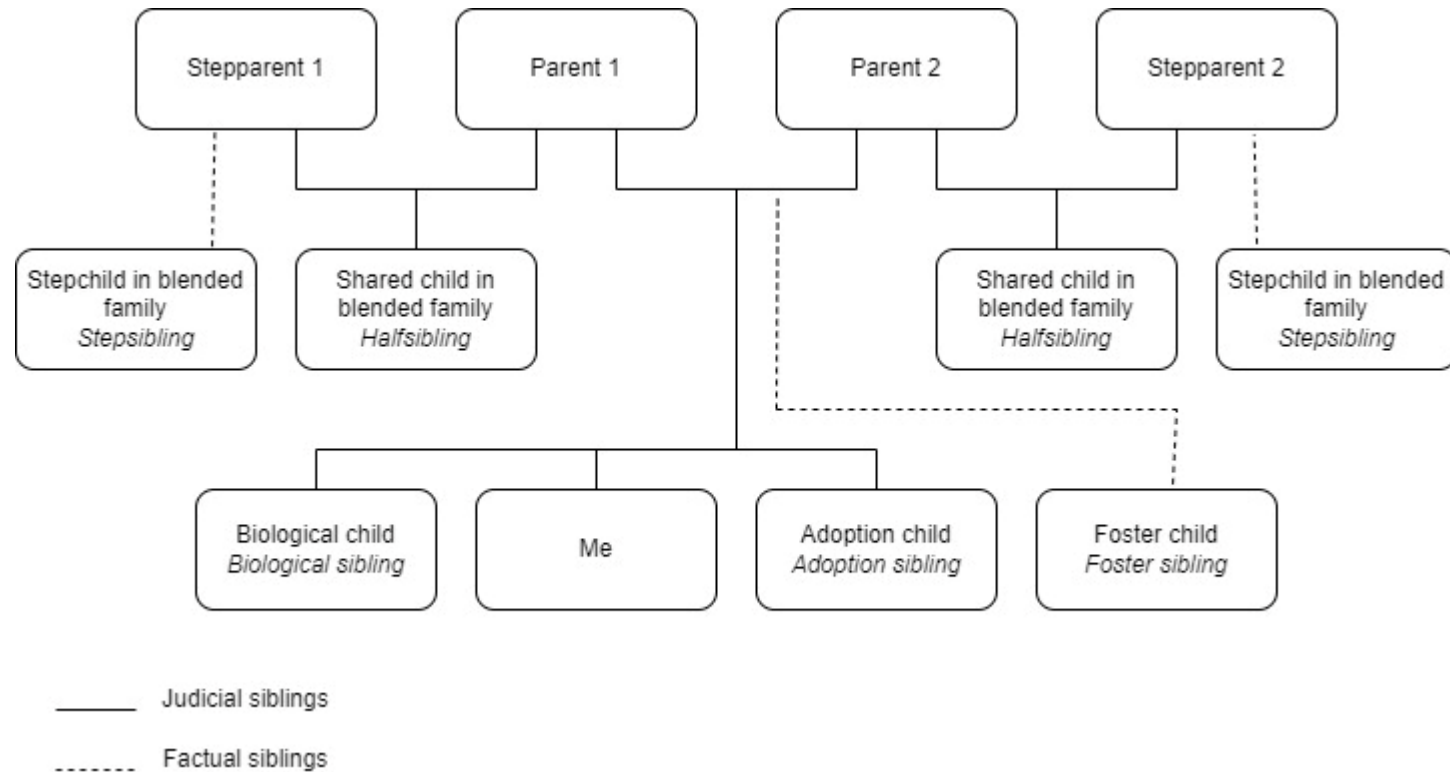 Stepparent 1
Parent 1
Parent 2
Stepparent 2
Stepchild in blended
family
Stepsibling
Shared child in
blended family
Halfsibling
Shared child in
blended family
Halfsibling
Stepchild in blended
family
Stepsibling
Biological child
Biological sibling
Me
Adoption child
Adoption sibling
Foster child
Foster sibling
Judicial siblings
Factual siblings